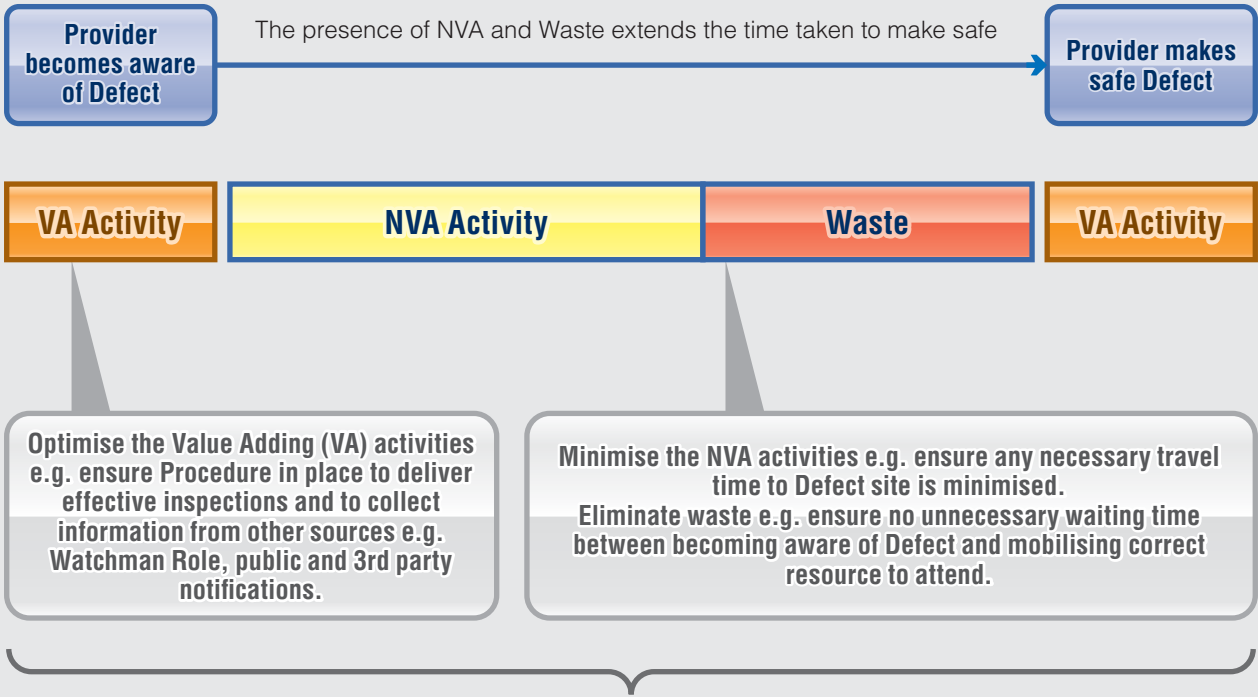 Provider
becomes aware
of Defect
The presence of NVA and Waste extends the time taken to make safe
Provider makes
safe Defect
VA Activity
NVA Activity
Waste
VA Activity
Optimise the Value Adding (VA) activities
e.g. ensure Procedure in place to deliver
effective inspections and to collect
information from other sources e.g.
Watchman Role, public and 3rd party
notifications.
Minimise the NVA activities e.g. ensure any necessary travel
time to Defect site is minimised.
Eliminate waste e.g. ensure no unnecessary waiting time
between becoming aware of Defect and mobilising correct
resource to attend.